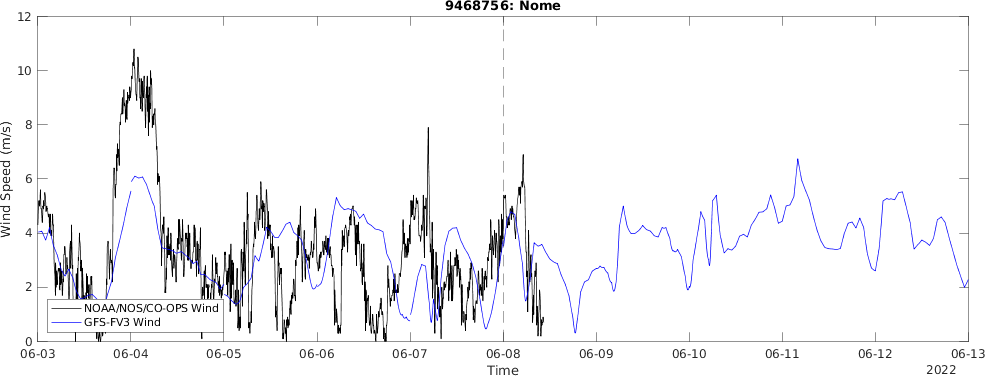 9468756: Nome
12
10
8
6
4
2
0
Wind Speed (m/s)
NOAA/NOS/CO-OPS Wind
GFS-FV3 Wind
06-03 06-04 06-05 06-06 06-07 06-08 06-09 06-10 06-11 06-12 06-13
Time
2022